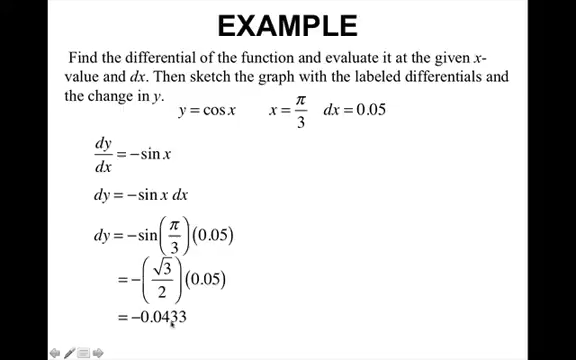 EXAMPLE
Find the differential of the function and evaluate it at the given x-
value and dx. Then sketch the graph with the labeled differentials and
the change in y.
y = cos x x = π/3 dx = 0.05
dy/dx = −sin x
dy = −sin x dx
dy = −sin(π/3)(0.05)
= −(√3/2)(0.05)
= −0.0433